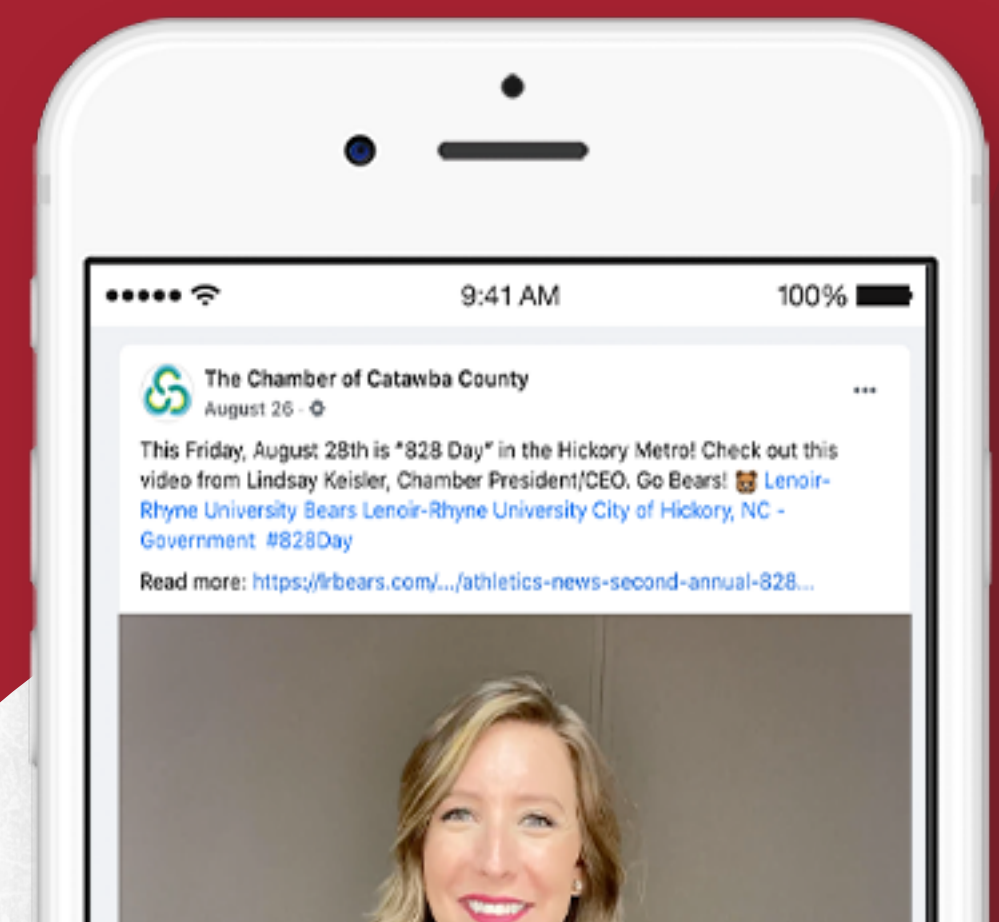 9:41 AM
100%
The Chamber of Catawba County
August 26 ·
This Friday, August 28th is "828 Day" in the Hickory Metro! Check out this
video from Lindsay Keisler, Chamber President/CEO. Go Bears! 🐻 Lenoir-
Rhyne University Bears Lenoir-Rhyne University City of Hickory, NC -
Government #828Day
Read more: https://lrbears.com/.../athletics-news-second-annual-828...